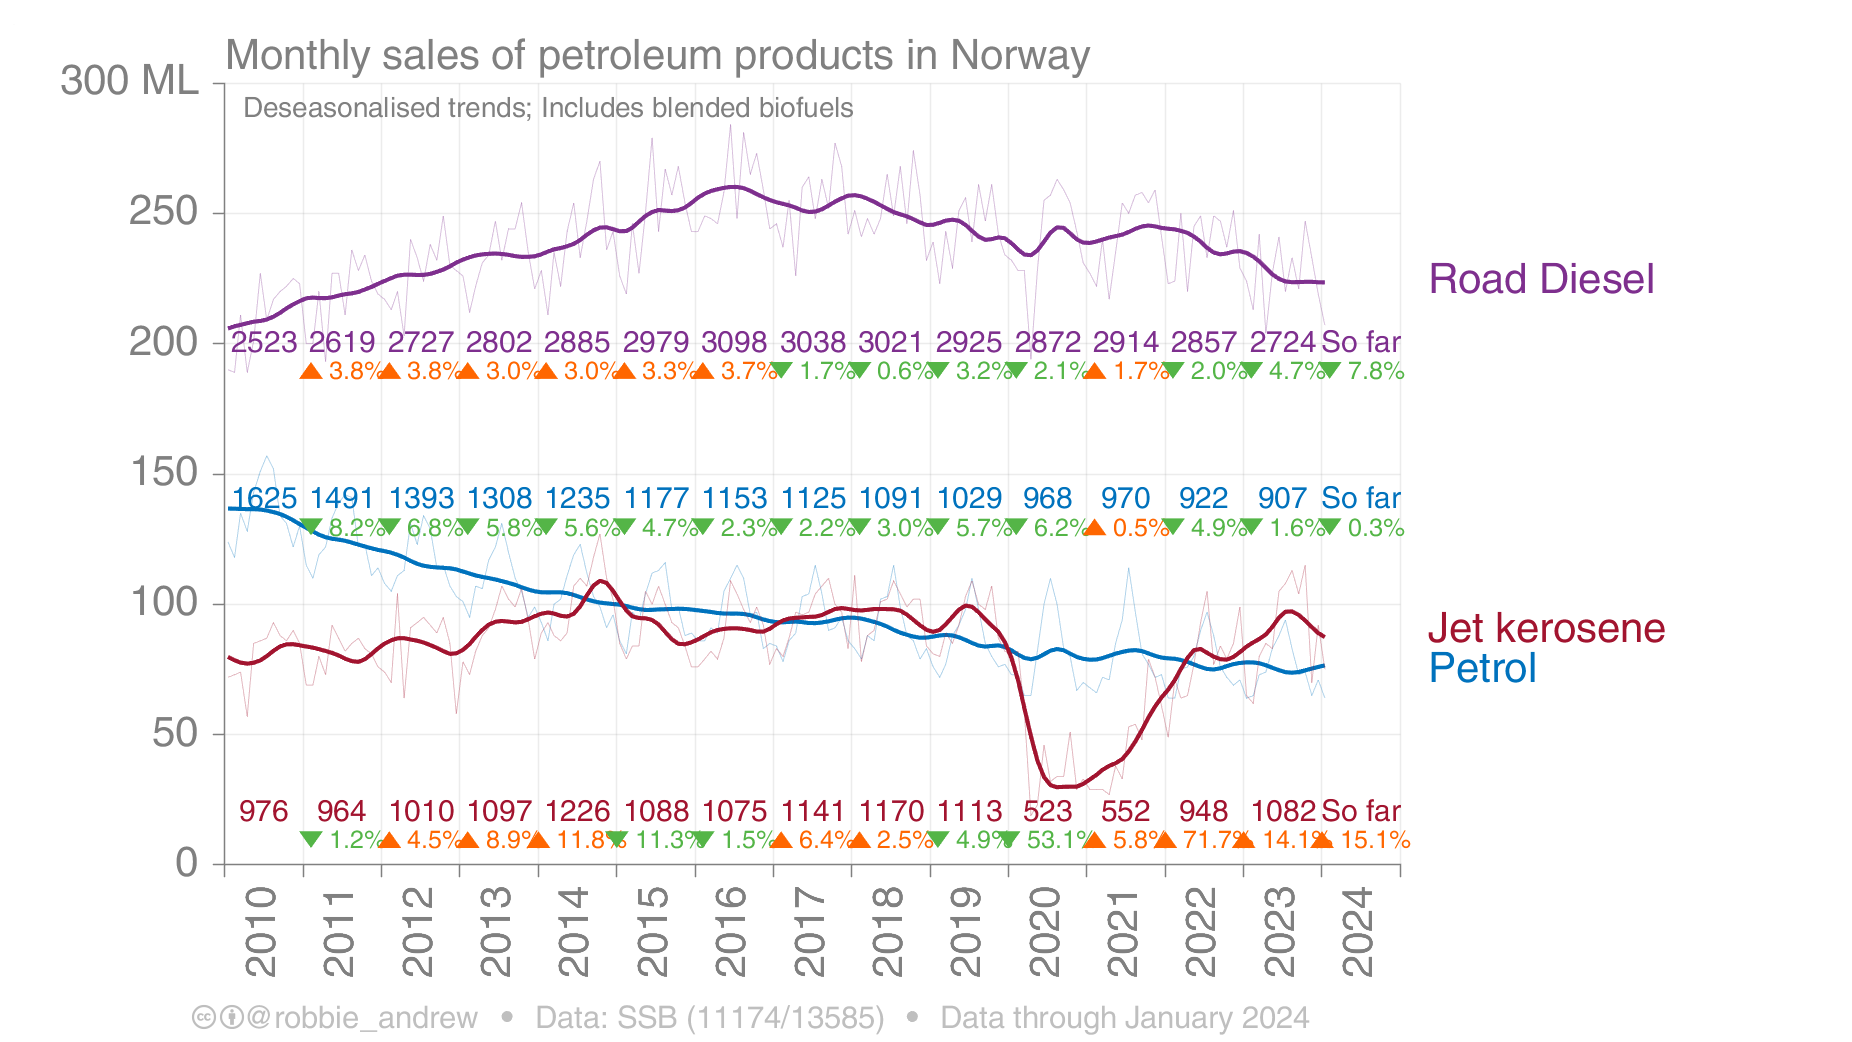 Monthly sales of petroleum products in Norway
300 ML
Deseasonalised trends; Includes blended biofuels
250
Road Diesel
200
2523 2619 2727 2802 2885 2979 3098 3038 3021 2925 2872 2914 2857 2724 So far
3.8% 3.8% 3.0% 3.0% 3.3% 3.7% 1.7% 0.6% 3.2% 2.1% 1.7% 2.0% 4.7% 7.8%
150
1625 1491 1393 1308 1235 1177 1153 1125 1091 1029 968 970 922 907 So far
8.2% 6.8% 5.8% 5.6% 4.7% 2.3% 2.2% 3.0% 5.7% 6.2% 0.5% 4.9% 1.6% 0.3%
100
Jet kerosene
Petrol
50
976 964 1010 1097 1226 1088 1075 1141 1170 1113 523 552 948 1082 So far
1.2% 4.5% 8.9% 11.8% 11.3% 1.5% 6.4% 2.5% 4.9% 53.1% 5.8% 71.7% 14.1% 15.1%
0
2010 2011 2012 2013 2014 2015 2016 2017 2018 2019 2020 2021 2022 2023 2024
cc @robbie_andrew • Data: SSB (11174/13585) • Data through January 2024